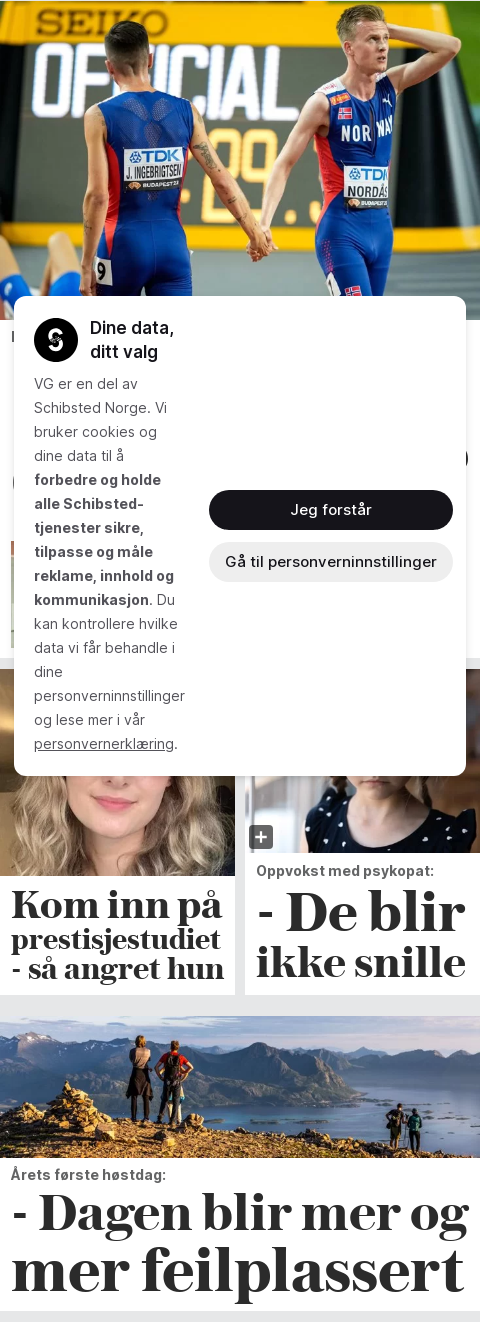 SEIKO
OFFICIAL
29
TDK
J. INGEBRIGTSEN
BUDAPEST23
NORWAY
TDK
NORDÅS
9
1
Dine data,
ditt valg
VG er en del av
Schibsted Norge. Vi
bruker cookies og
dine data til å
forbedre og holde
alle Schibsted-
tjenester sikre,
tilpasse og måle
reklame, innhold og
kommunikasjon. Du
kan kontrollere hvilke
data vi får behandle i
dine
personverninnstillinger
og lese mer i vår
personvernerklæring.
Jeg forstår
Gå til personverninnstillinger
Kom inn på
prestisjestudiet
- så angret hun
Oppvokst med psykopat:
- De blir
ikke snille
Årets første høstdag:
- Dagen blir mer og
mer feilplassert